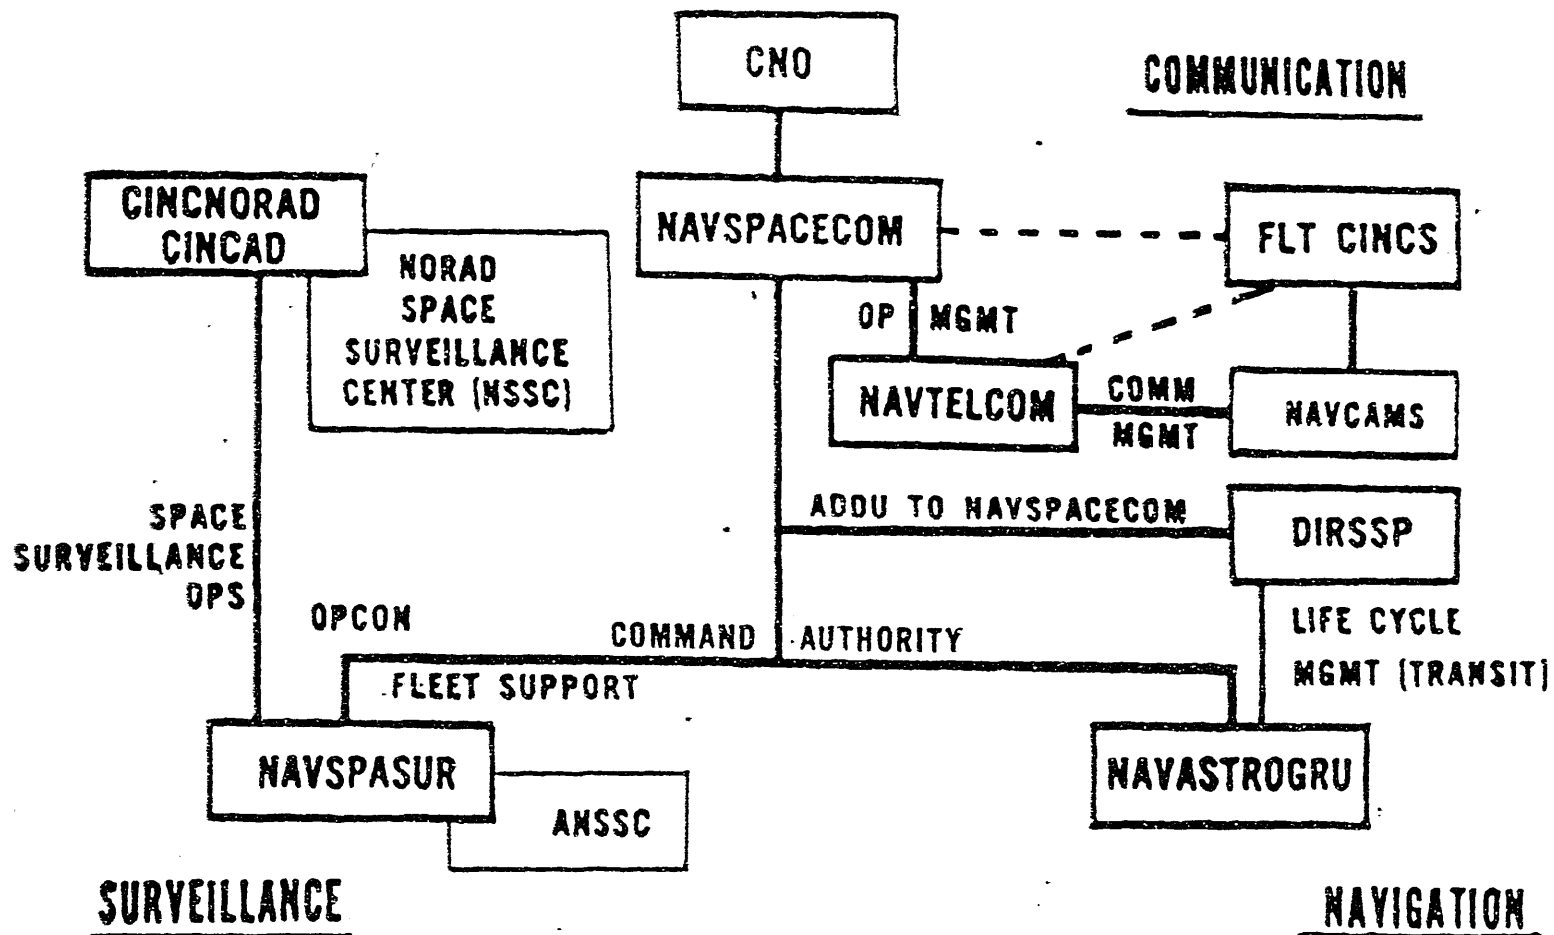 CNO
COMMUNICATION
CINCNORAD
CINCAD
NAVSPACECOM
FLT CINCS
NORAD
SPACE
SURVEILLANCE
CENTER (NSSC)
OP MGMT
NAVTELCOM
COMM
MGMT
NAVCAMS
SPACE
SURVEILLANCE
OPS
ADDU TO NAVSPACECOM
DIRSSP
LIFE CYCLE
MGMT (TRANSIT)
OPCOM
COMMAND AUTHORITY
FLEET SUPPORT
NAVSPASUR
ANSSC
NAVASTROGRU
SURVEILLANCE
NAVIGATION